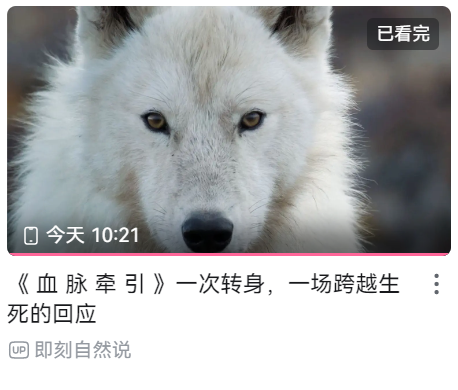 已看完
今天 10:21
《 血 脉 牵 引 》一次转身，一场跨越生
死的回应
UP 即刻自然说